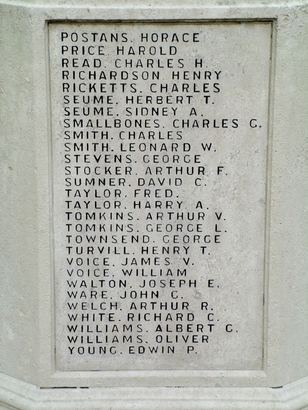 POSTANS. HORACE
PRICE. HAROLD
READ. CHARLES H.
RICHARDSON. HENRY
RICKETTS. CHARLES
SEUME. HERBERT T.
SEUME. SIDNEY A.
SMALLBONES. CHARLES G.
SMITH. CHARLES
SMITH. LEONARD W.
STEVENS. GEORGE
STOCKER. ARTHUR F.
SUMNER. DAVID C.
TAYLOR. FRED.
TAYLOR. HARRY A.
TOMKINS. ARTHUR V.
TOMKINS. GEORGE L.
TOWNSEND. GEORGE
TURVILL. HENRY T.
VOICE. JAMES V.
VOICE. WILLIAM
WALTON. JOSEPH E.
WARE. JOHN G.
WELCH. ARTHUR R.
WHITE. RICHARD C.
WILLIAMS. ALBERT G.
WILLIAMS. OLIVER
YOUNG. EDWIN P.